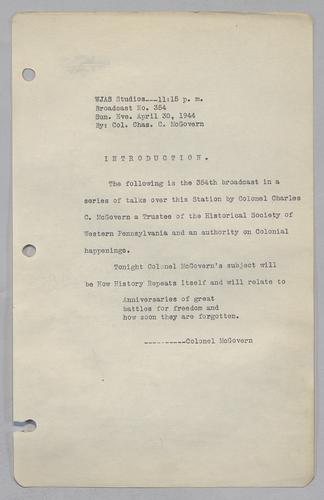 WJAS Studios---11:15 p. m.
Broadcast No. 354
Sun. Eve. April 30, 1944
By: Col. Chas. C. McGovern
I N T R O D U C T I O N .
The following is the 354th broadcast in a
series of talks over this Station by Colonel Charles
C. McGovern a Trustee of the Historical Society of
Western Pennsylvania and an authority on Colonial
happenings.
Tonight Colonel McGovern's subject will
be How History Repeats Itself and will relate to
Anniversaries of great
battles for freedom and
how soon they are forgotten.
----------Colonel McGovern